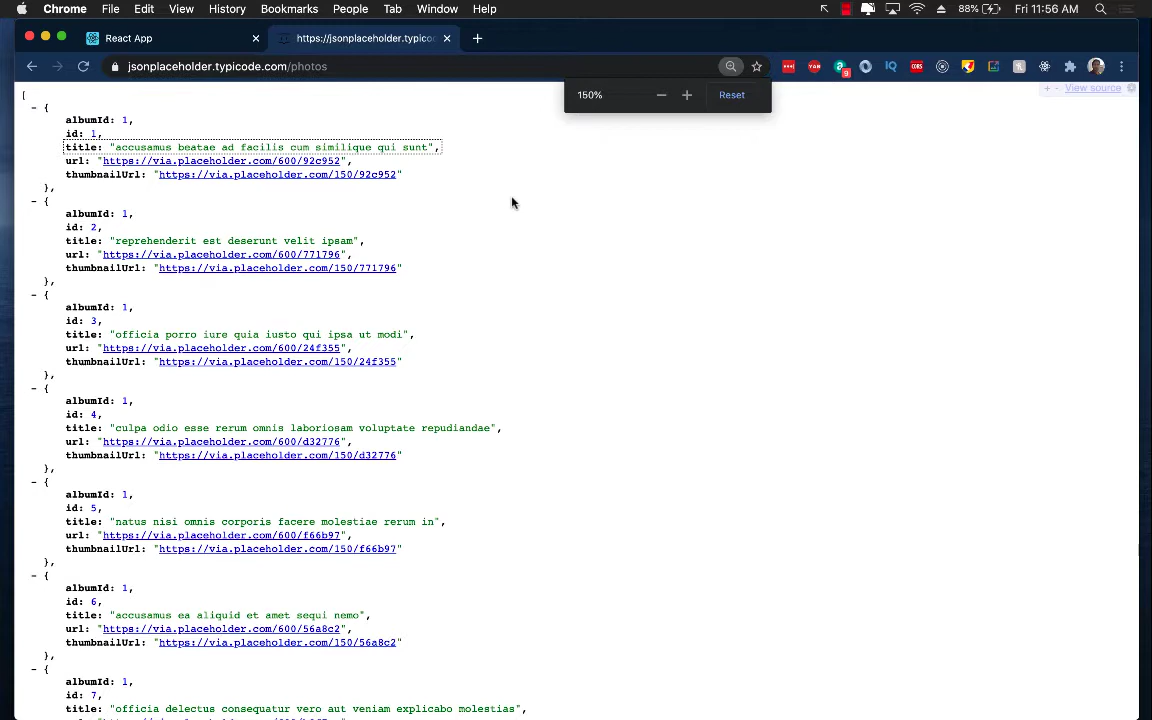 Chrome File Edit View History Bookmarks People Tab Window Help 88% Fri 11:56 AM
React App https://jsonplaceholder.typico
jsonplaceholder.typicode.com/photos
150% Reset
+ - View source
[
- {
albumId: 1,
id: 1,
title: "accusamus beatae ad facilis cum similique qui sunt",
url: "https://via.placeholder.com/600/92c952",
thumbnailUrl: "https://via.placeholder.com/150/92c952"
},
- {
albumId: 1,
id: 2,
title: "reprehenderit est deserunt velit ipsam",
url: "https://via.placeholder.com/600/771796",
thumbnailUrl: "https://via.placeholder.com/150/771796"
},
- {
albumId: 1,
id: 3,
title: "officia porro iure quia iusto qui ipsa ut modi",
url: "https://via.placeholder.com/600/24f355",
thumbnailUrl: "https://via.placeholder.com/150/24f355"
},
- {
albumId: 1,
id: 4,
title: "culpa odio esse rerum omnis laboriosam voluptate repudiandae",
url: "https://via.placeholder.com/600/d32776",
thumbnailUrl: "https://via.placeholder.com/150/d32776"
},
- {
albumId: 1,
id: 5,
title: "natus nisi omnis corporis facere molestiae rerum in",
url: "https://via.placeholder.com/600/f66b97",
thumbnailUrl: "https://via.placeholder.com/150/f66b97"
},
- {
albumId: 1,
id: 6,
title: "accusamus ea aliquid et amet sequi nemo",
url: "https://via.placeholder.com/600/56a8c2",
thumbnailUrl: "https://via.placeholder.com/150/56a8c2"
},
- {
albumId: 1,
id: 7,
title: "officia delectus consequatur vero aut veniam explicabo molestias",